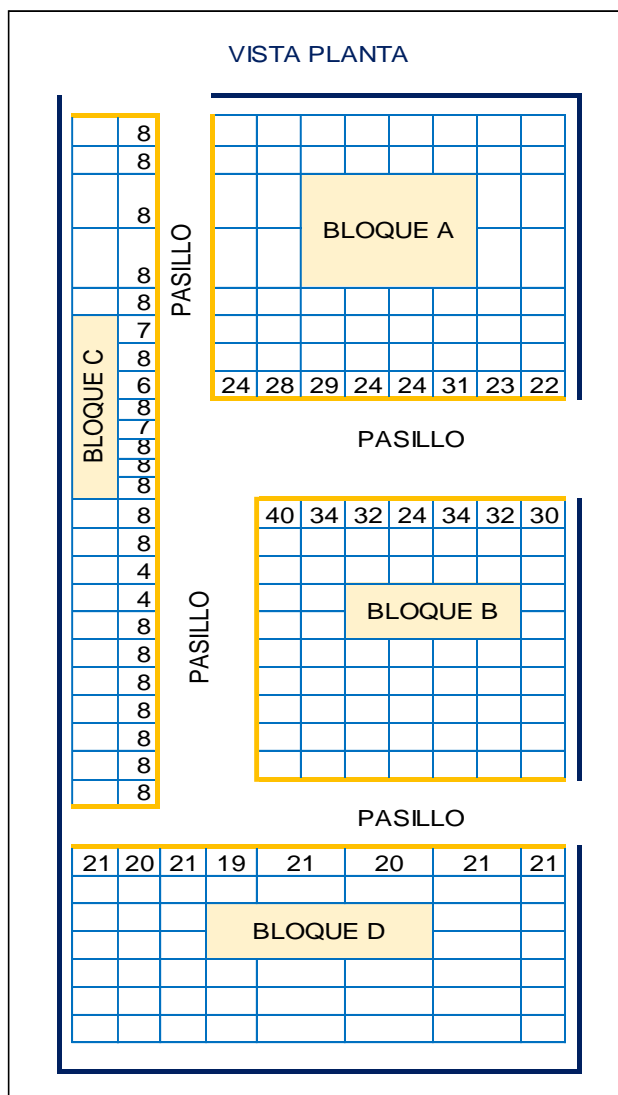 VISTA PLANTA
8
8
8
8
8
7
8
6
8
7
8
8
8
8
8
4
4
8
8
8
8
8
8
8
BLOQUE C
PASILLO
BLOQUE A
24 28 29 24 24 31 23 22
PASILLO
40 34 32 24 34 32 30
BLOQUE B
PASILLO
PASILLO
21 20 21 19 21 20 21 21
BLOQUE D